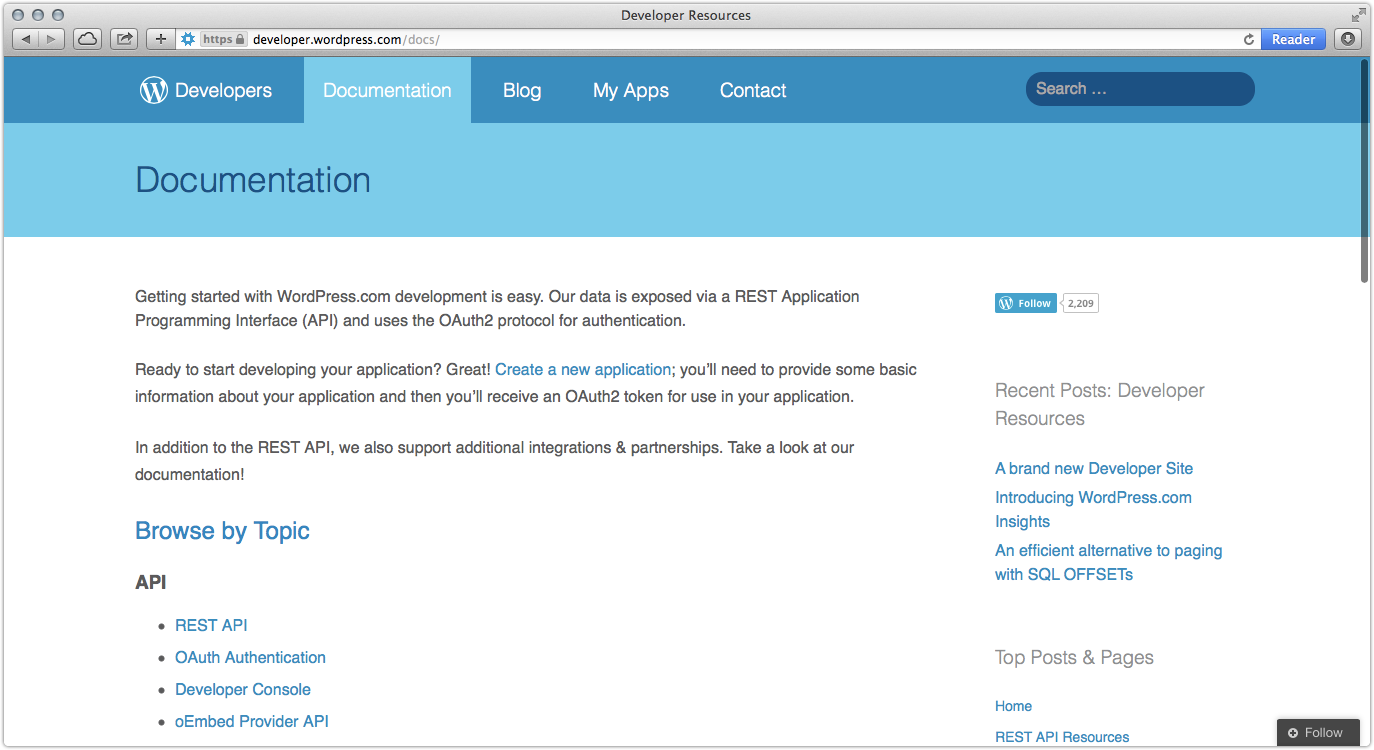 Developer Resources
https developer.wordpress.com/docs/
Reader
Developers
Documentation
Blog
My Apps
Contact
Search ...
Documentation
Getting started with WordPress.com development is easy. Our data is exposed via a REST Application
Programming Interface (API) and uses the OAuth2 protocol for authentication.
Ready to start developing your application? Great! Create a new application; you’ll need to provide some basic
information about your application and then you’ll receive an OAuth2 token for use in your application.
In addition to the REST API, we also support additional integrations & partnerships. Take a look at our
documentation!
Browse by Topic
API
• REST API
• OAuth Authentication
• Developer Console
• oEmbed Provider API
Follow 2,209
Recent Posts: Developer
Resources
A brand new Developer Site
Introducing WordPress.com
Insights
An efficient alternative to paging
with SQL OFFSETs
Top Posts & Pages
Home
REST API Resources
Follow